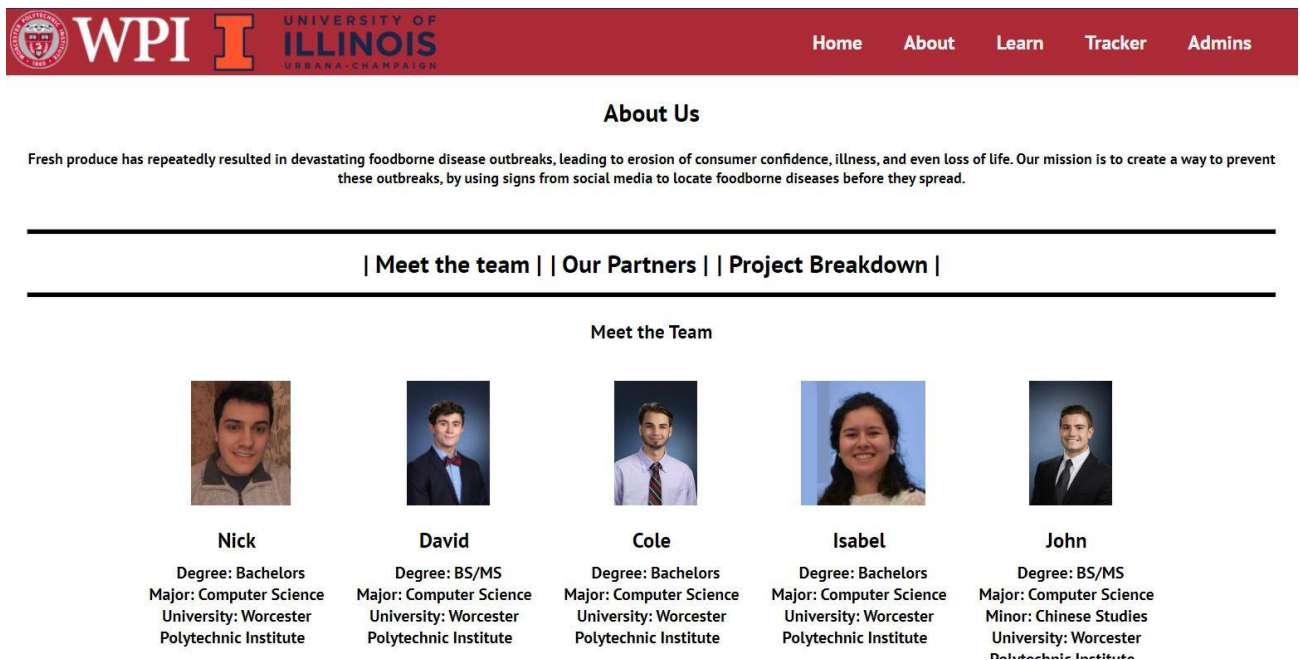 WPI
UNIVERSITY OF
ILLINOIS
URBANA-CHAMPAIGN
Home About Learn Tracker Admins
About Us
Fresh produce has repeatedly resulted in devastating foodborne disease outbreaks, leading to erosion of consumer confidence, illness, and even loss of life. Our mission is to create a way to prevent
these outbreaks, by using signs from social media to locate foodborne diseases before they spread.
| Meet the team | | Our Partners | | Project Breakdown |
Meet the Team
Nick
Degree: Bachelors
Major: Computer Science
University: Worcester
Polytechnic Institute
David
Degree: BS/MS
Major: Computer Science
University: Worcester
Polytechnic Institute
Cole
Degree: Bachelors
Major: Computer Science
University: Worcester
Polytechnic Institute
Isabel
Degree: Bachelors
Major: Computer Science
University: Worcester
Polytechnic Institute
John
Degree: BS/MS
Major: Computer Science
Minor: Chinese Studies
University: Worcester
Polytechnic Institute